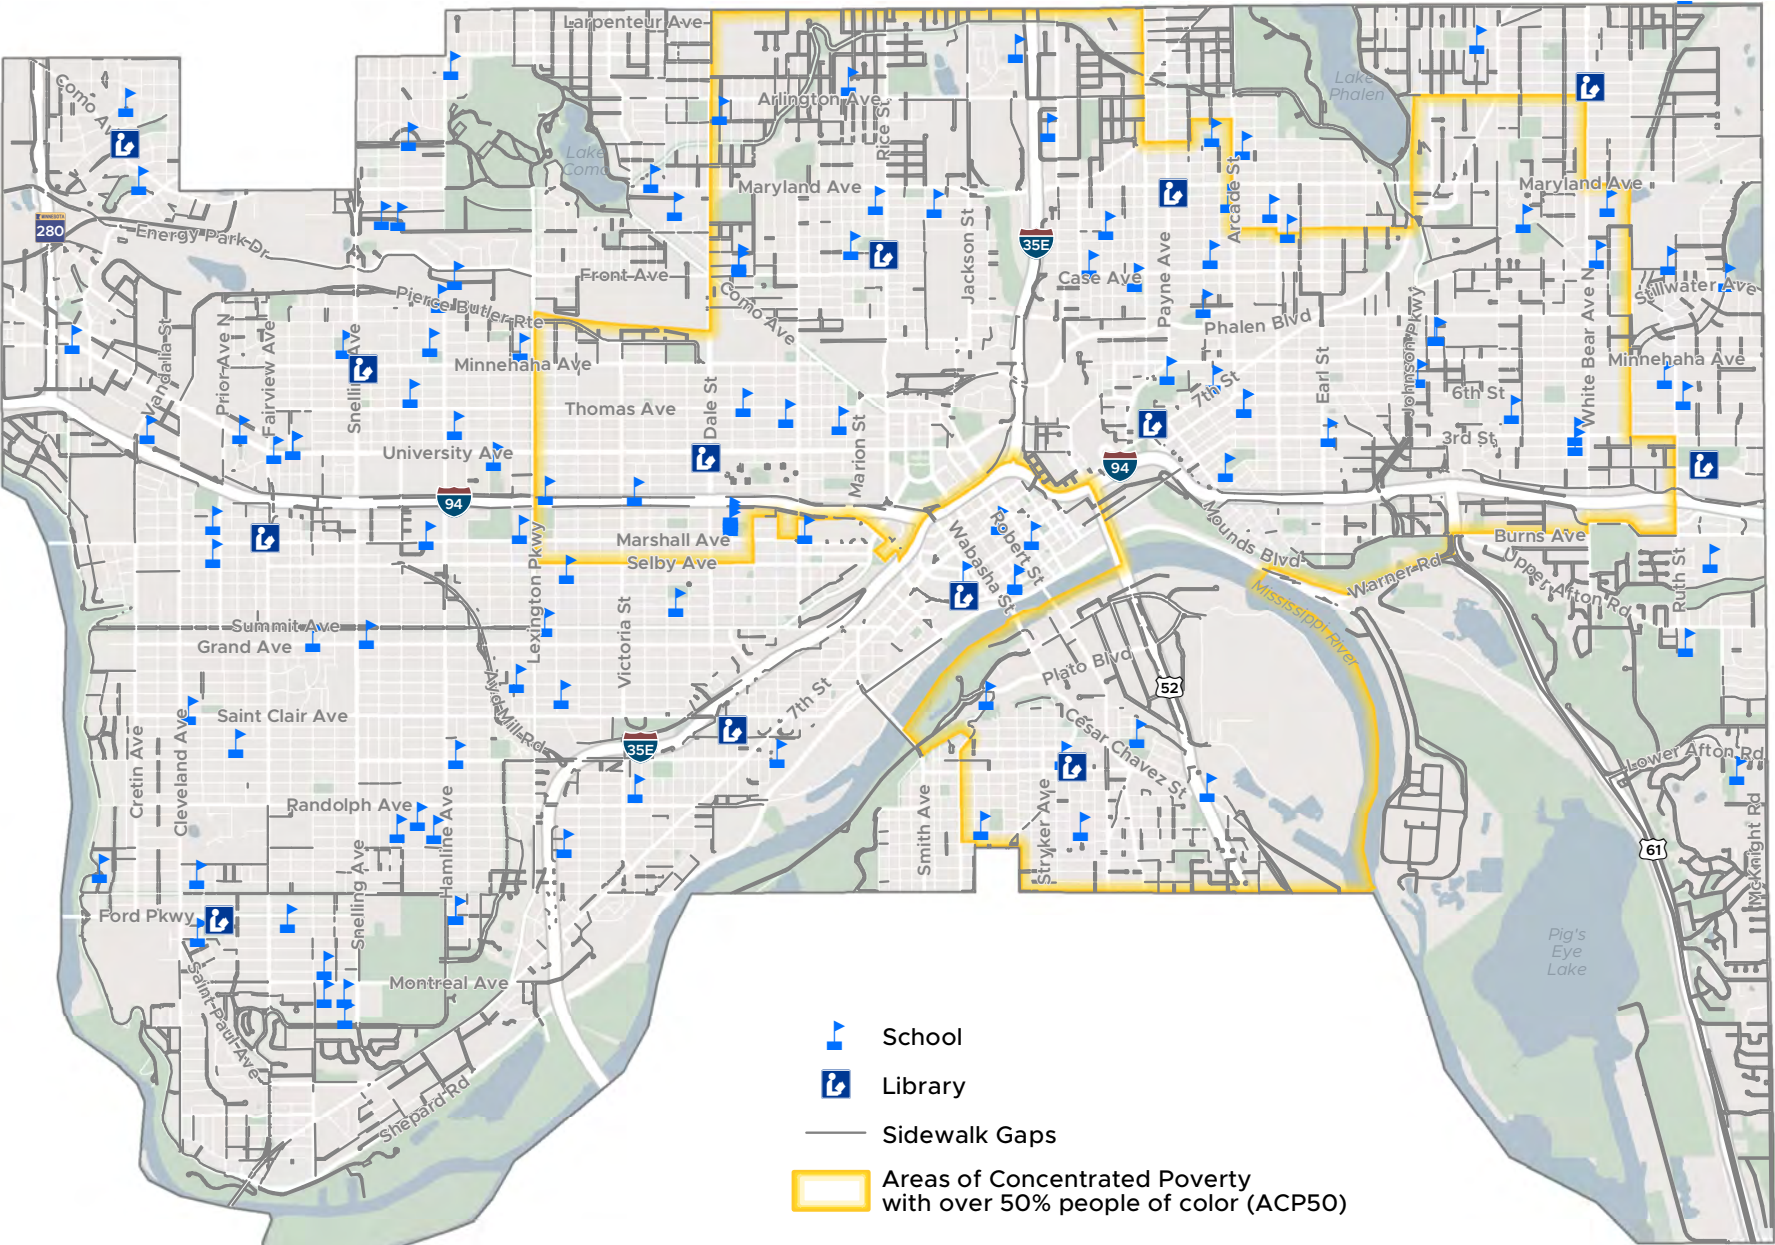 Larpenteur Ave
Como Ave
Arlington Ave
Rice St
Lake
Phalen
Lake
Como
Maryland Ave
Maryland Ave
MINNESOTA
280
Energy Park Dr
Jackson St
35E
Arcade St
Payne Ave
Front Ave
Case Ave
Como Ave
Pierce Butler Rte
Stillwater Ave
Phalen Blvd
Johnson Pkwy
White Bear Ave N
Vandalia St
Prior Ave N
Fairview Ave
Snelling Ave
Minnehaha Ave
Minnehaha Ave
Earl St
7th St
6th St
Thomas Ave
Dale St
Marion St
3rd St
University Ave
94
94
Lexington Pkwy
Marshall Ave
Selby Ave
Wabasha St
Robert St
Mounds Blvd
Burns Ave
Warner Rd
Upper Afton Rd
Ruth St
Mississippi River
Summit Ave
Grand Ave
Victoria St
Plato Blvd
52
Ayd Mill Rd
7th St
Saint Clair Ave
Cretin Ave
Cleveland Ave
35E
César Chavez St
Lower Afton Rd
Randolph Ave
Hamline Ave
Smith Ave
Stryker Ave
61
McKnight Rd
Snelling Ave
Ford Pkwy
Saint Paul Ave
Montreal Ave
Pig's
Eye
Lake
Shepard Rd
School
Library
Sidewalk Gaps
Areas of Concentrated Poverty
with over 50% people of color (ACP50)